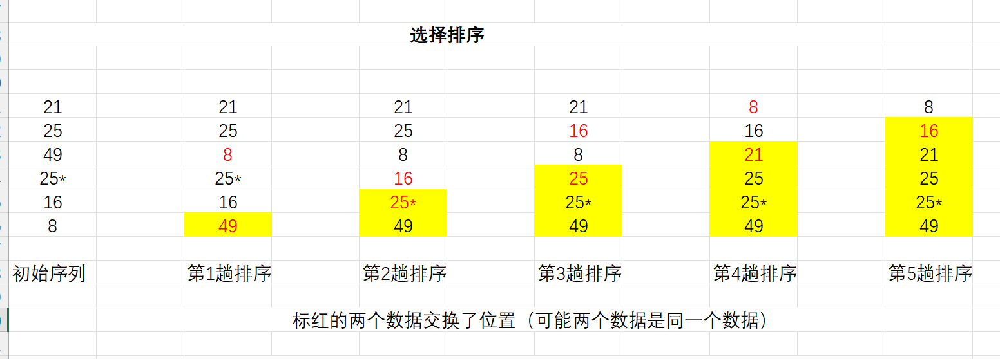 选择排序
21 21 21 21 8 8
25 25 25 16 16 16
49 8 8 8 21 21
25* 25* 16 25 25 25
16 16 25* 25* 25* 25*
8 49 49 49 49 49
初始序列 第1趟排序 第2趟排序 第3趟排序 第4趟排序 第5趟排序
标红的两个数据交换了位置（可能两个数据是同一个数据）